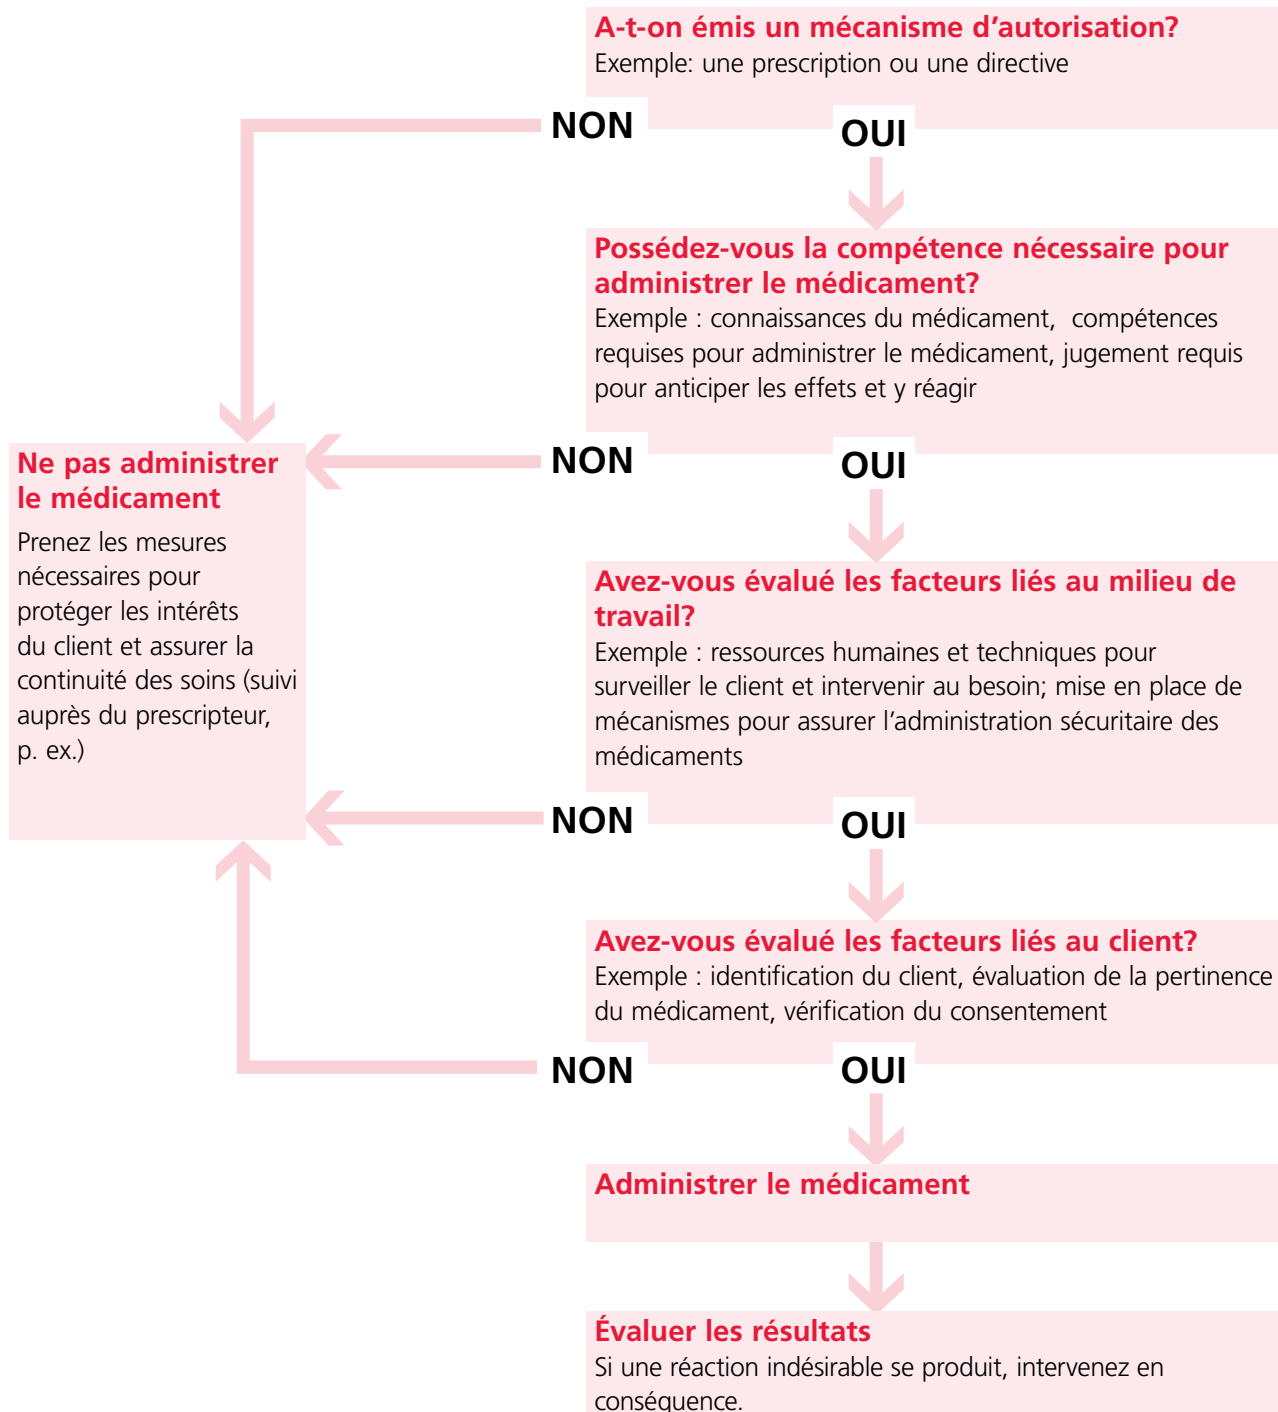 A-t-on émis un mécanisme d’autorisation?
Exemple: une prescription ou une directive
NON
OUI
Possédez-vous la compétence nécessaire pour
administrer le médicament?
Exemple : connaissances du médicament, compétences
requises pour administrer le médicament, jugement requis
pour anticiper les effets et y réagir
NON
OUI
Ne pas administrer
le médicament
Prenez les mesures
nécessaires pour
protéger les intérêts
du client et assurer la
continuité des soins (suivi
auprès du prescripteur,
p. ex.)
Avez-vous évalué les facteurs liés au milieu de
travail?
Exemple : ressources humaines et techniques pour
surveiller le client et intervenir au besoin; mise en place de
mécanismes pour assurer l’administration sécuritaire des
médicaments
NON
OUI
Avez-vous évalué les facteurs liés au client?
Exemple : identification du client, évaluation de la pertinence
du médicament, vérification du consentement
NON
OUI
Administrer le médicament
Évaluer les résultats
Si une réaction indésirable se produit, intervenez en
conséquence.